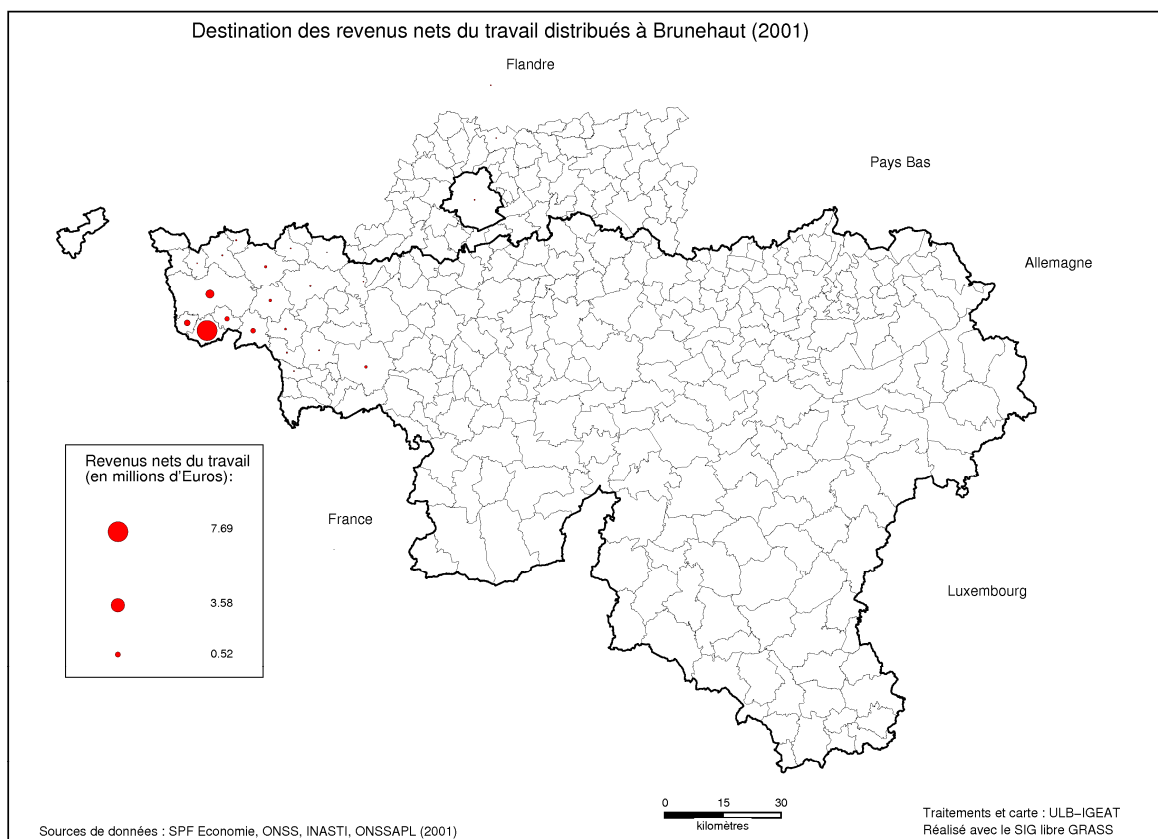 Destination des revenus nets du travail distribués à Brunehaut (2001)
Flandre
Pays Bas
Allemagne
Revenus nets du travail
(en millions d'Euros):
7.69
3.58
0.52
France
Luxembourg
0 15 30
kilomètres
Sources de données : SPF Economie, ONSS, INASTI, ONSSAPL (2001)
Traitements et carte : ULB-IGEAT
Réalisé avec le SIG libre GRASS